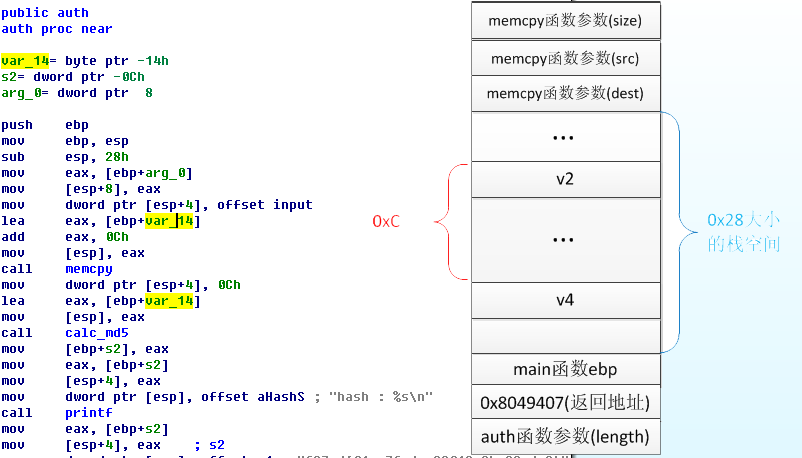 public auth
auth proc near
var_14= byte ptr -14h
s2= dword ptr -0Ch
arg_0= dword ptr  8
push    ebp
mov     ebp, esp
sub     esp, 28h
mov     eax, [ebp+arg_0]
mov     [esp+8], eax
mov     dword ptr [esp+4], offset input
lea     eax, [ebp+var_14]
add     eax, 0Ch
mov     [esp], eax
call    memcpy
mov     dword ptr [esp+4], 0Ch
lea     eax, [ebp+var_14]
mov     [esp], eax
call    calc_md5
mov     [ebp+s2], eax
mov     eax, [ebp+s2]
mov     [esp+4], eax
mov     dword ptr [esp], offset aHashS ; "hash : %s\n"
call    printf
mov     eax, [ebp+s2]
mov     [esp+4], eax    ; s2
memcpy函数参数(size)
memcpy函数参数(src)
memcpy函数参数(dest)
...
v2
...
v4
main函数ebp
0x8049407(返回地址)
auth函数参数(length)
0xC
0x28大小
的栈空间